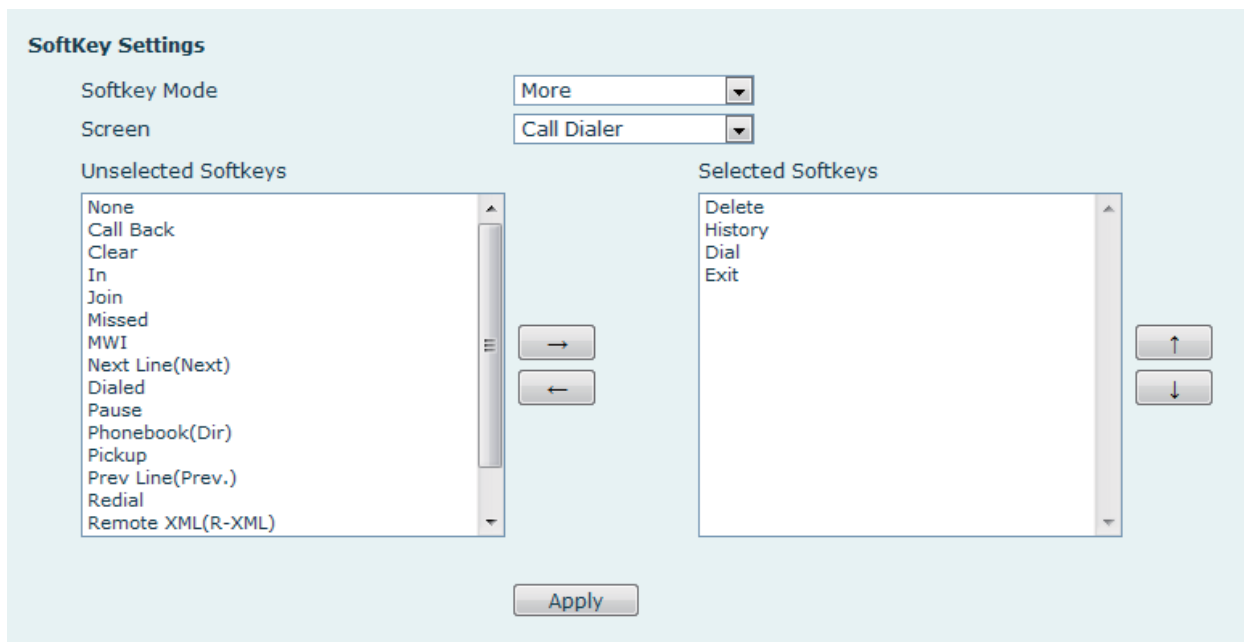 SoftKey Settings
Softkey Mode More
Screen Call Dialer
Unselected Softkeys Selected Softkeys
None
Call Back
Clear
In
Join
Missed
MWI
Next Line(Next)
Dialed
Pause
Phonebook(Dir)
Pickup
Prev Line(Prev.)
Redial
Remote XML(R-XML)
→
←
Delete
History
Dial
Exit
↑
↓
Apply